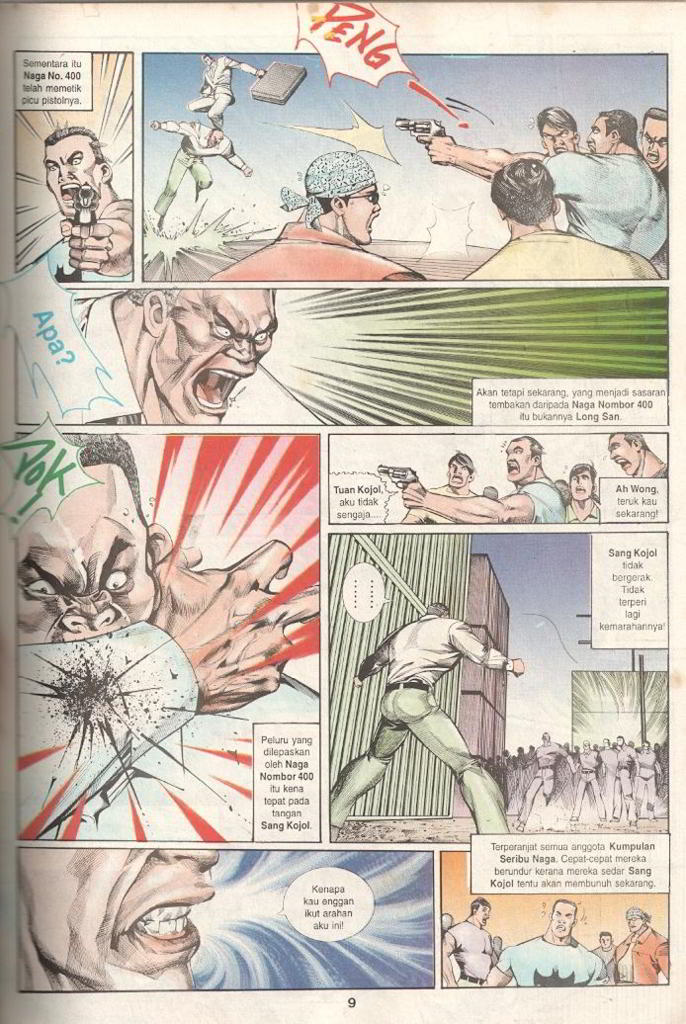 PENG
Sementara itu
Naga No. 400
telah memetik
picu pistolnya.
Apa?
Akan tetapi sekarang, yang menjadi sasaran
tembakan daripada Naga Nombor 400
itu bukannya Long San.
POK
Peluru yang
dilepaskan
oleh Naga
Nombor 400
itu kena
tepat pada
tangan
Sang Kojol.
Tuan Kojol,
aku tidak
sengaja....
Ah Wong,
teruk kau
sekarang!
Sang Kojol
tidak
bergerak.
Tidak
terperi
lagi
kemarahannya!
Kenapa
kau enggan
ikut arahan
aku ini!
Terperanjat semua anggota Kumpulan
Seribu Naga. Cepat-cepat mereka
berundur kerana mereka sedar Sang
Kojol tentu akan membunuh sekarang.
9